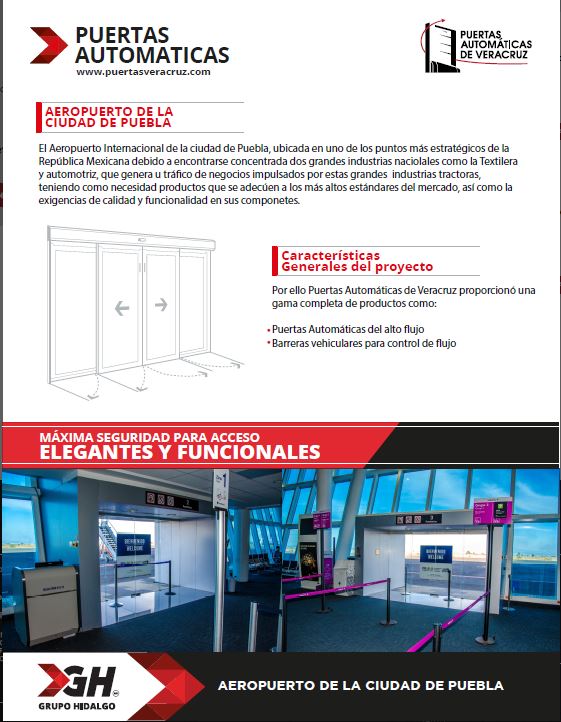 PUERTAS
AUTOMATICAS
www.puertasveracruz.com
PUERTAS
AUTOMÁTICAS
DE VERACRUZ
AEROPUERTO DE LA
CIUDAD DE PUEBLA
El Aeropuerto Internacional de la ciudad de Puebla, ubicada en uno de los puntos más estratégicos de la
República Mexicana debido a encontrarse concentrada dos grandes industrias naciolales como la Textilera
y automotriz, que genera u tráfico de negocios impulsados por estas grandes industrias tractoras,
teniendo como necesidad productos que se adecúen a los más altos estándares del mercado, así como la
exigencias de calidad y funcionalidad en sus componetes.
Características
Generales del proyecto
Por ello Puertas Automáticas de Veracruz proporcionó una
gama completa de productos como:
• Puertas Automáticas del alto flujo
• Barreras vehiculares para control de flujo
MÁXIMA SEGURIDAD PARA ACCESO
ELEGANTES Y FUNCIONALES
1
BIENVENIDO
WELCOME
BIENVENIDO
WELCOME
GH
GRUPO HIDALGO
AEROPUERTO DE LA CIUDAD DE PUEBLA